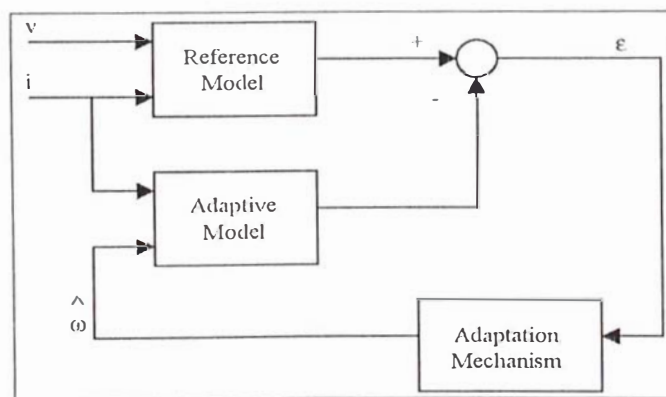 v
Reference
Model
+
ε
i
-
Adaptive
Model
^
ω
Adaptation
Mechanism